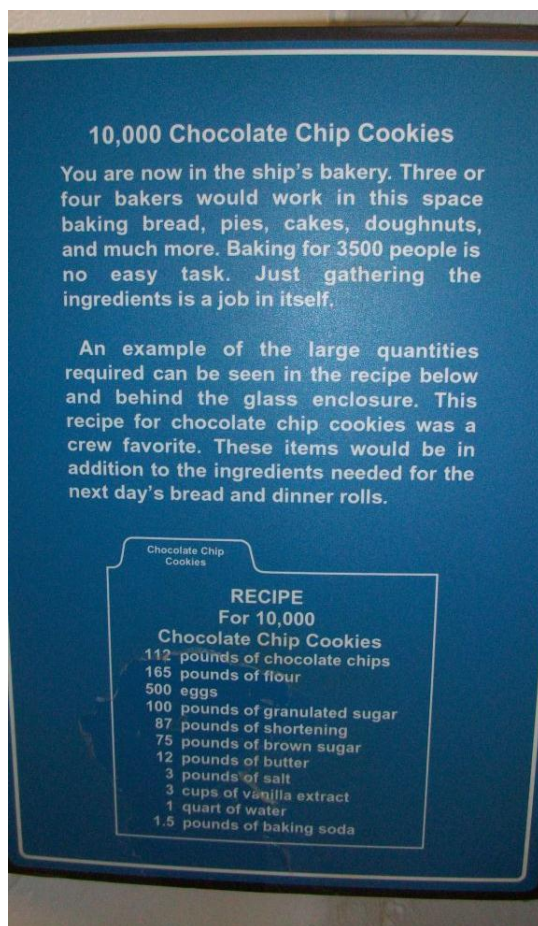 10,000 Chocolate Chip Cookies
You are now in the ship's bakery. Three or
four bakers would work in this space
baking bread, pies, cakes, doughnuts,
and much more. Baking for 3500 people is
no easy task. Just gathering the
ingredients is a job in itself.
An example of the large quantities
required can be seen in the recipe below
and behind the glass enclosure. This
recipe for chocolate chip cookies was a
crew favorite. These items would be in
addition to the ingredients needed for the
next day's bread and dinner rolls.
Chocolate Chip
Cookies
RECIPE
For 10,000
Chocolate Chip Cookies
112 pounds of chocolate chips
165 pounds of flour
500 eggs
100 pounds of granulated sugar
87 pounds of shortening
75 pounds of brown sugar
12 pounds of butter
3 pounds of salt
3 cups of vanilla extract
1 quart of water
1.5 pounds of baking soda